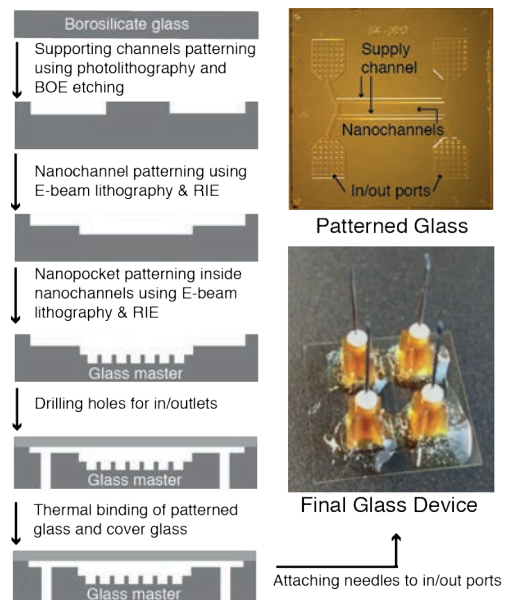 Borosilicate glass
Supporting channels patterning
using photolithography and
BOE etching
Nanochannel patterning using
E-beam lithography & RIE
Nanopocket patterning inside
nanochannels using E-beam
lithography & RIE
Glass master
Drilling holes for in/outlets
Glass master
Thermal binding of patterned
glass and cover glass
Glass master
Supply
channel
Nanochannels
In/out ports
Patterned Glass
Final Glass Device
Attaching needles to in/out ports